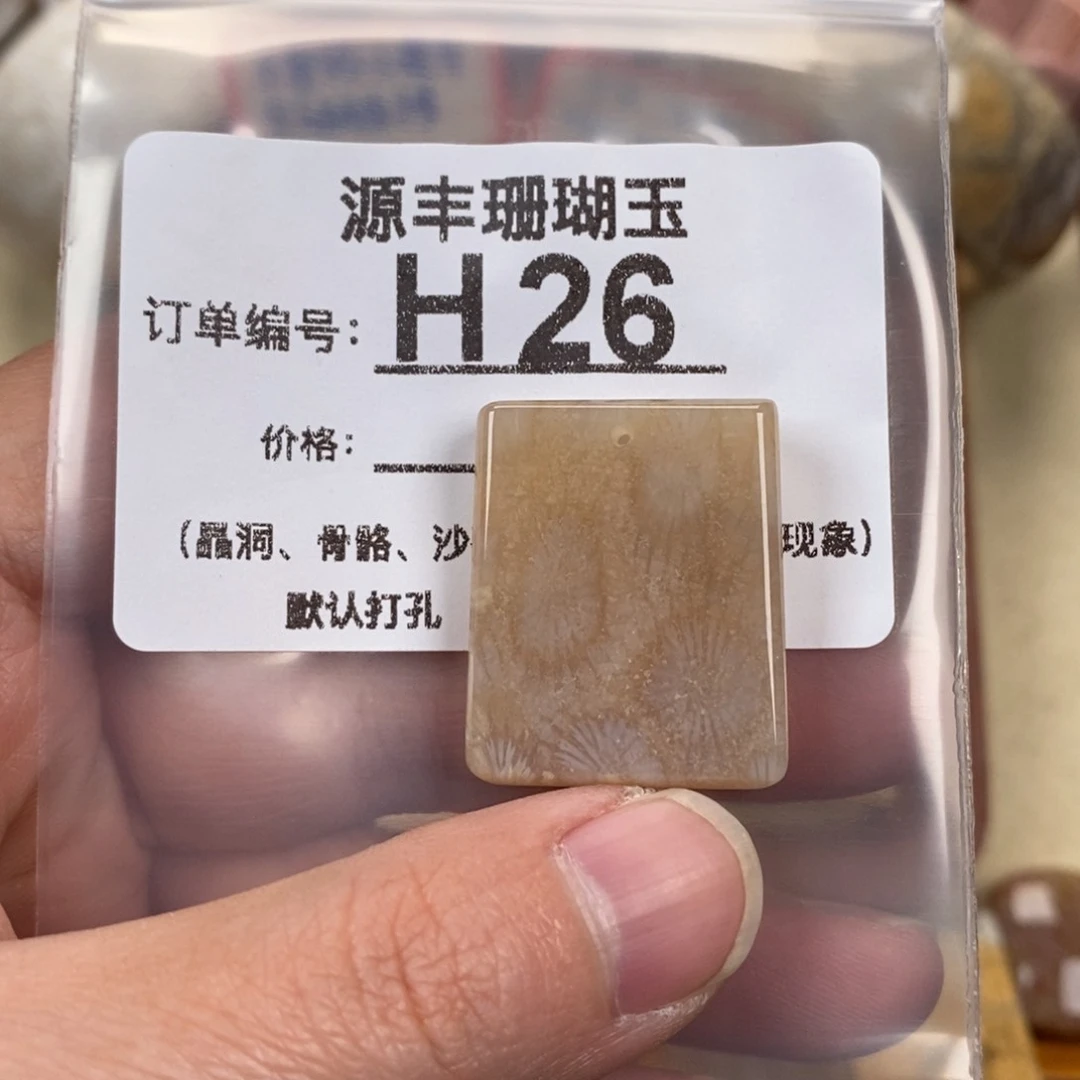 源丰珊瑚玉
订单编号: H26
价格:
(晶洞、骨骼、沙 现象)
默认打孔